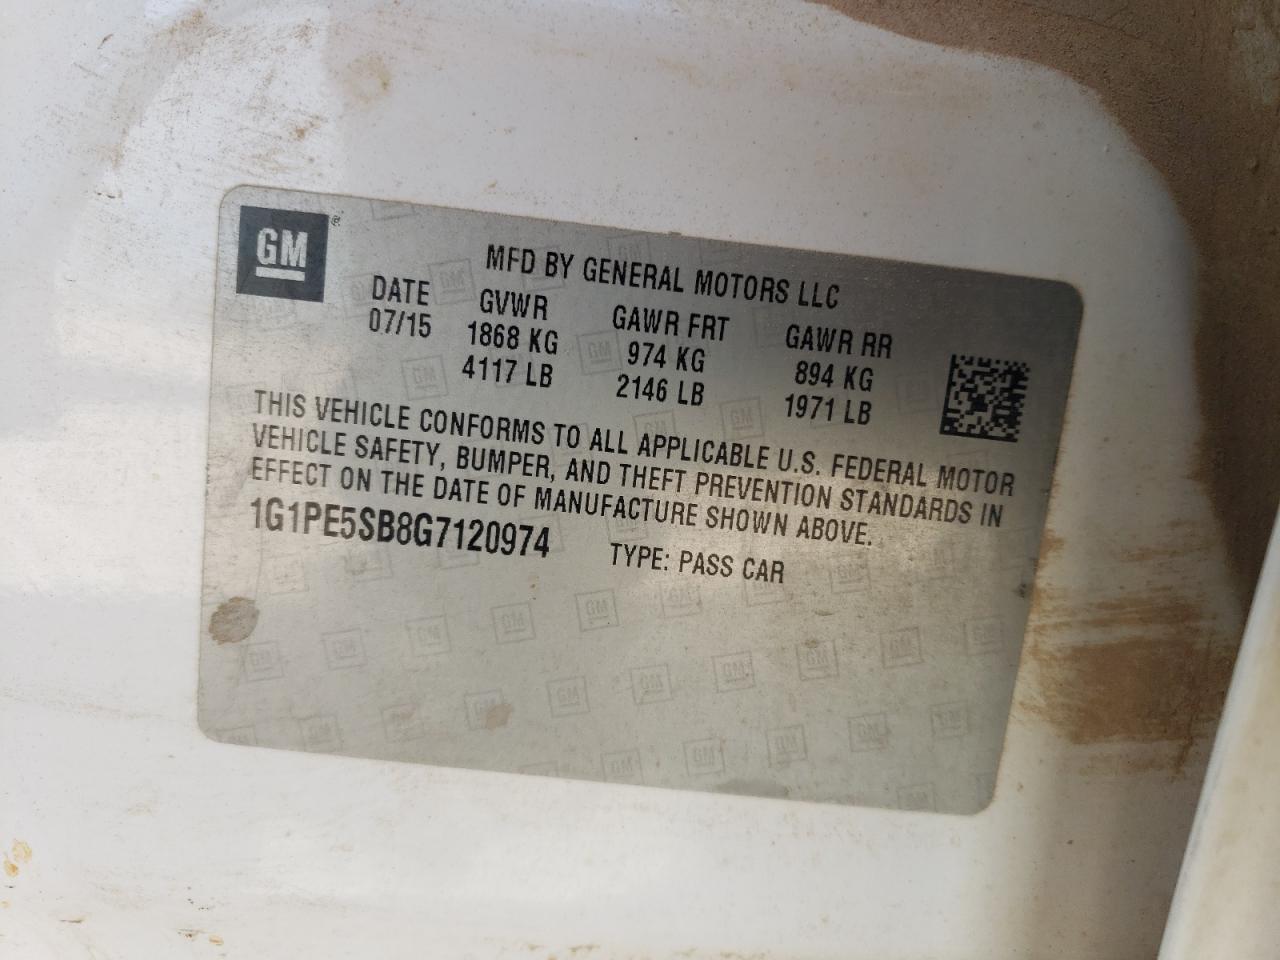 GM ®
MFD BY GENERAL MOTORS LLC
DATE GVWR GAWR FRT GAWR RR
07/15 1868 KG 974 KG 894 KG
4117 LB 2146 LB 1971 LB
THIS VEHICLE CONFORMS TO ALL APPLICABLE U.S. FEDERAL MOTOR
VEHICLE SAFETY, BUMPER, AND THEFT PREVENTION STANDARDS IN
EFFECT ON THE DATE OF MANUFACTURE SHOWN ABOVE.
1G1PE5SB8G7120974 TYPE: PASS CAR